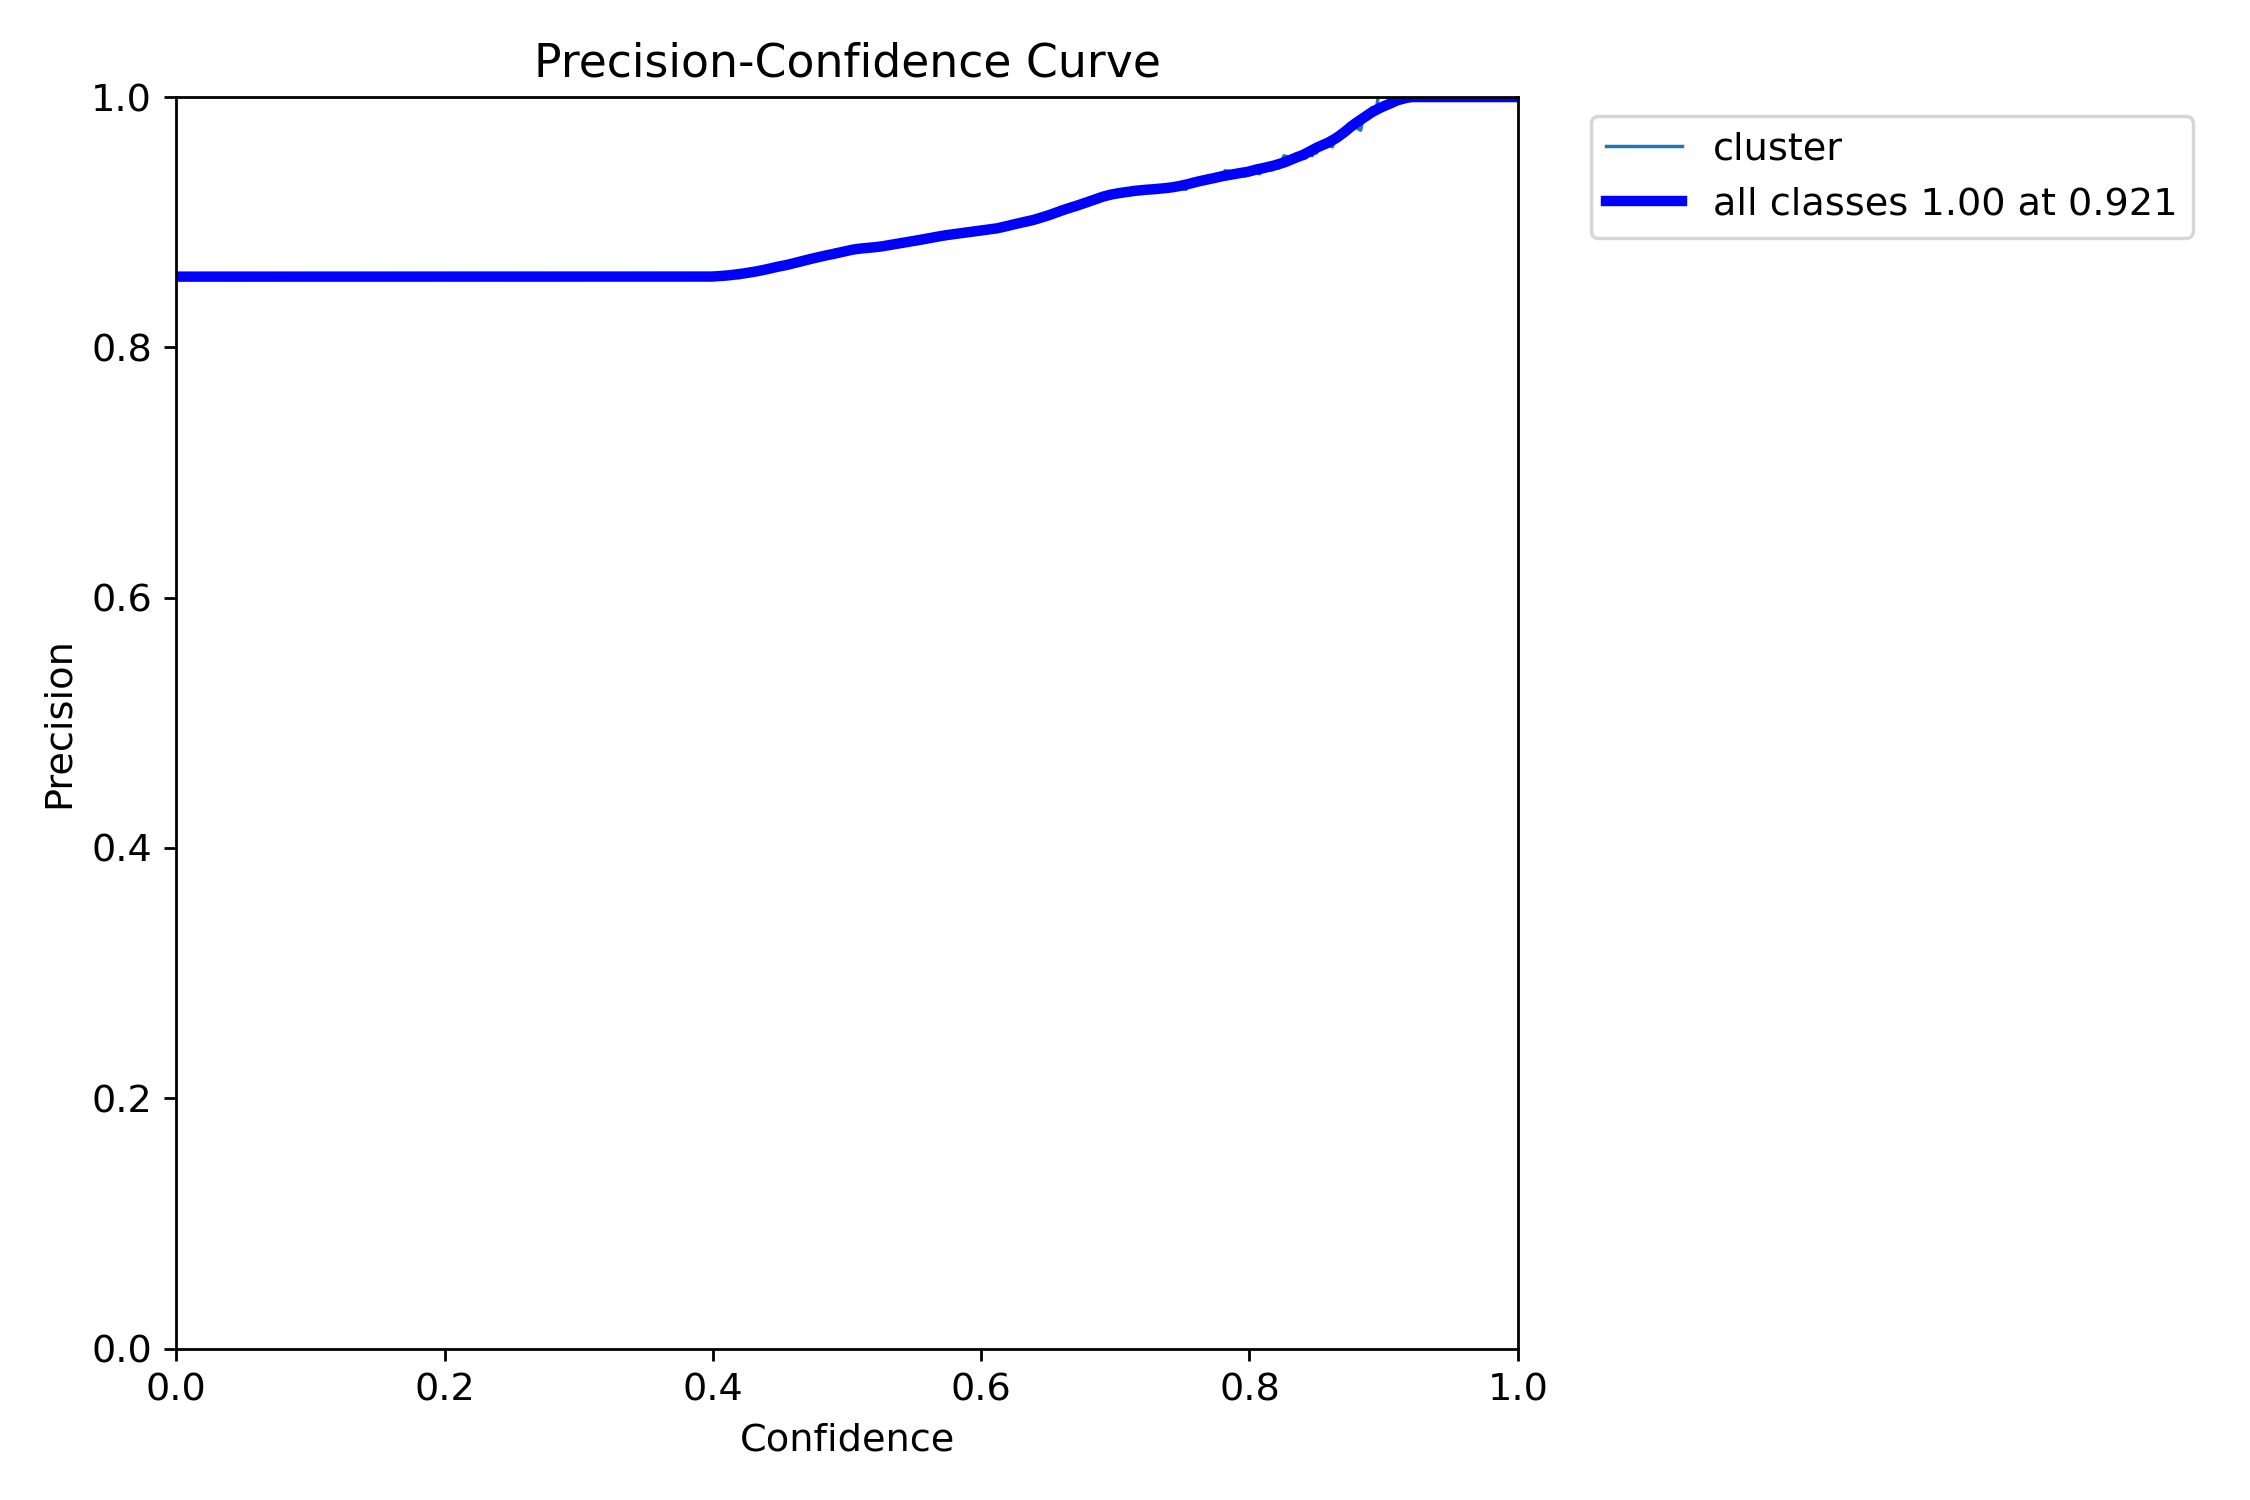 Precision-Confidence Curve
1.0
0.8
0.6
0.4
0.2
0.0
Precision
0.0 0.2 0.4 0.6 0.8 1.0
Confidence
cluster
all classes 1.00 at 0.921